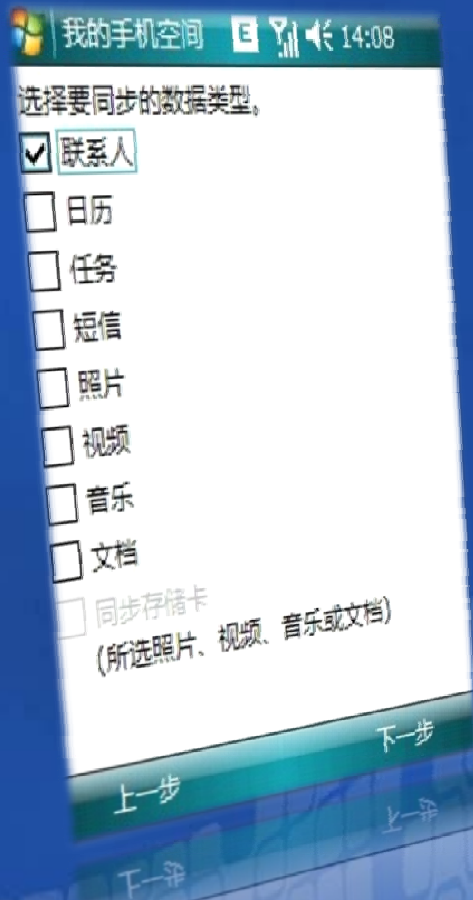 我的手机空间 E 14:08
选择要同步的数据类型。
联系人
日历
任务
短信
照片
视频
音乐
文档
同步存储卡
(所选照片、视频、音乐或文档)
上一步 下一步